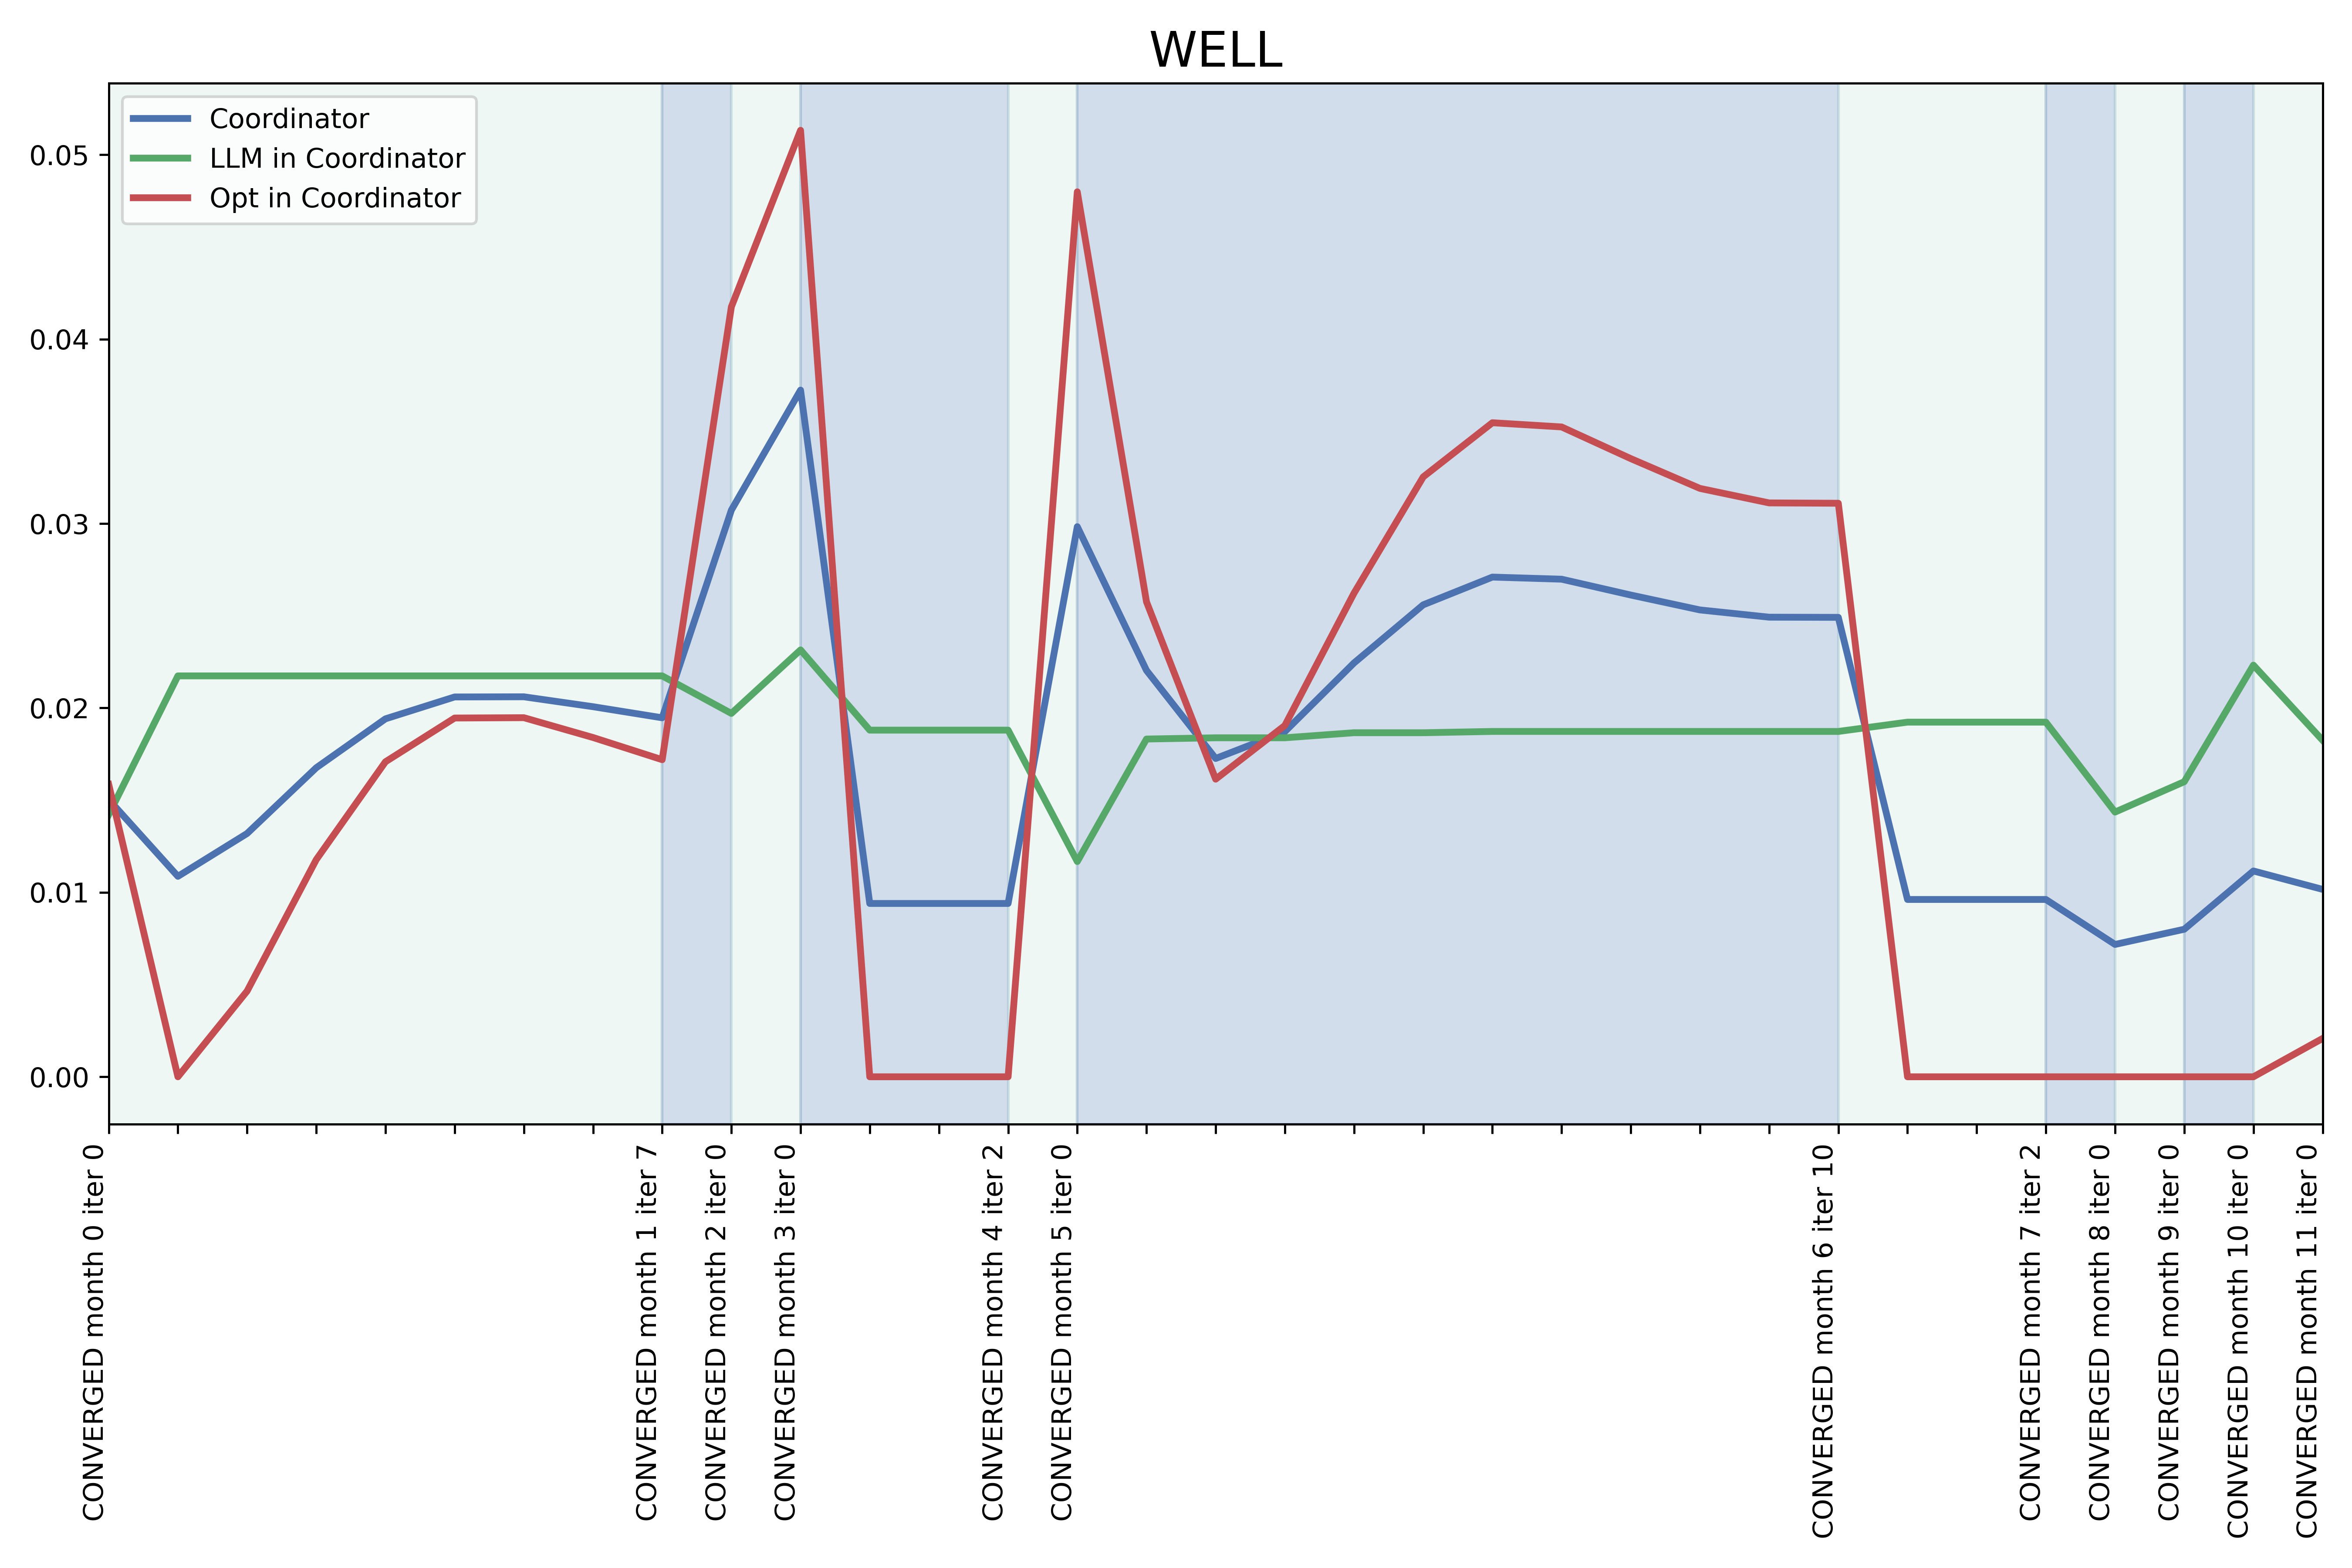 WELL
Coordinator
LLM in Coordinator
Opt in Coordinator
0.05
0.04
0.03
0.02
0.01
0.00
CONVERGED month 0 iter 0
CONVERGED month 1 iter 7
CONVERGED month 2 iter 0
CONVERGED month 3 iter 0
CONVERGED month 4 iter 2
CONVERGED month 5 iter 0
CONVERGED month 6 iter 10
CONVERGED month 7 iter 2
CONVERGED month 8 iter 0
CONVERGED month 9 iter 0
CONVERGED month 10 iter 0
CONVERGED month 11 iter 0